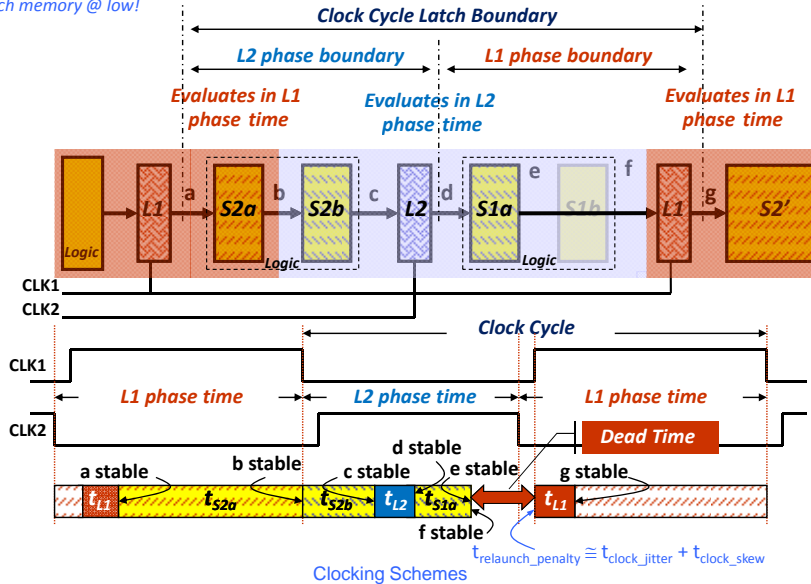 ch memory @ low!
Clock Cycle Latch Boundary
L2 phase boundary
L1 phase boundary
Evaluates in L1
phase time
Evaluates in L2
phase time
Evaluates in L1
phase time
Logic
L1
a
S2a
b
S2b
c
L2
d
S1a
e
S1b
f
L1
g
S2'
Logic
Logic
CLK1
CLK2
Clock Cycle
CLK1
L1 phase time
L2 phase time
L1 phase time
CLK2
Dead Time
a stable
b stable
c stable
d stable
e stable
g stable
tL1
tS2a
tS2b
tL2
tS1a
tL1
f stable
trelaunch_penalty ≅ tclock_jitter + tclock_skew
Clocking Schemes